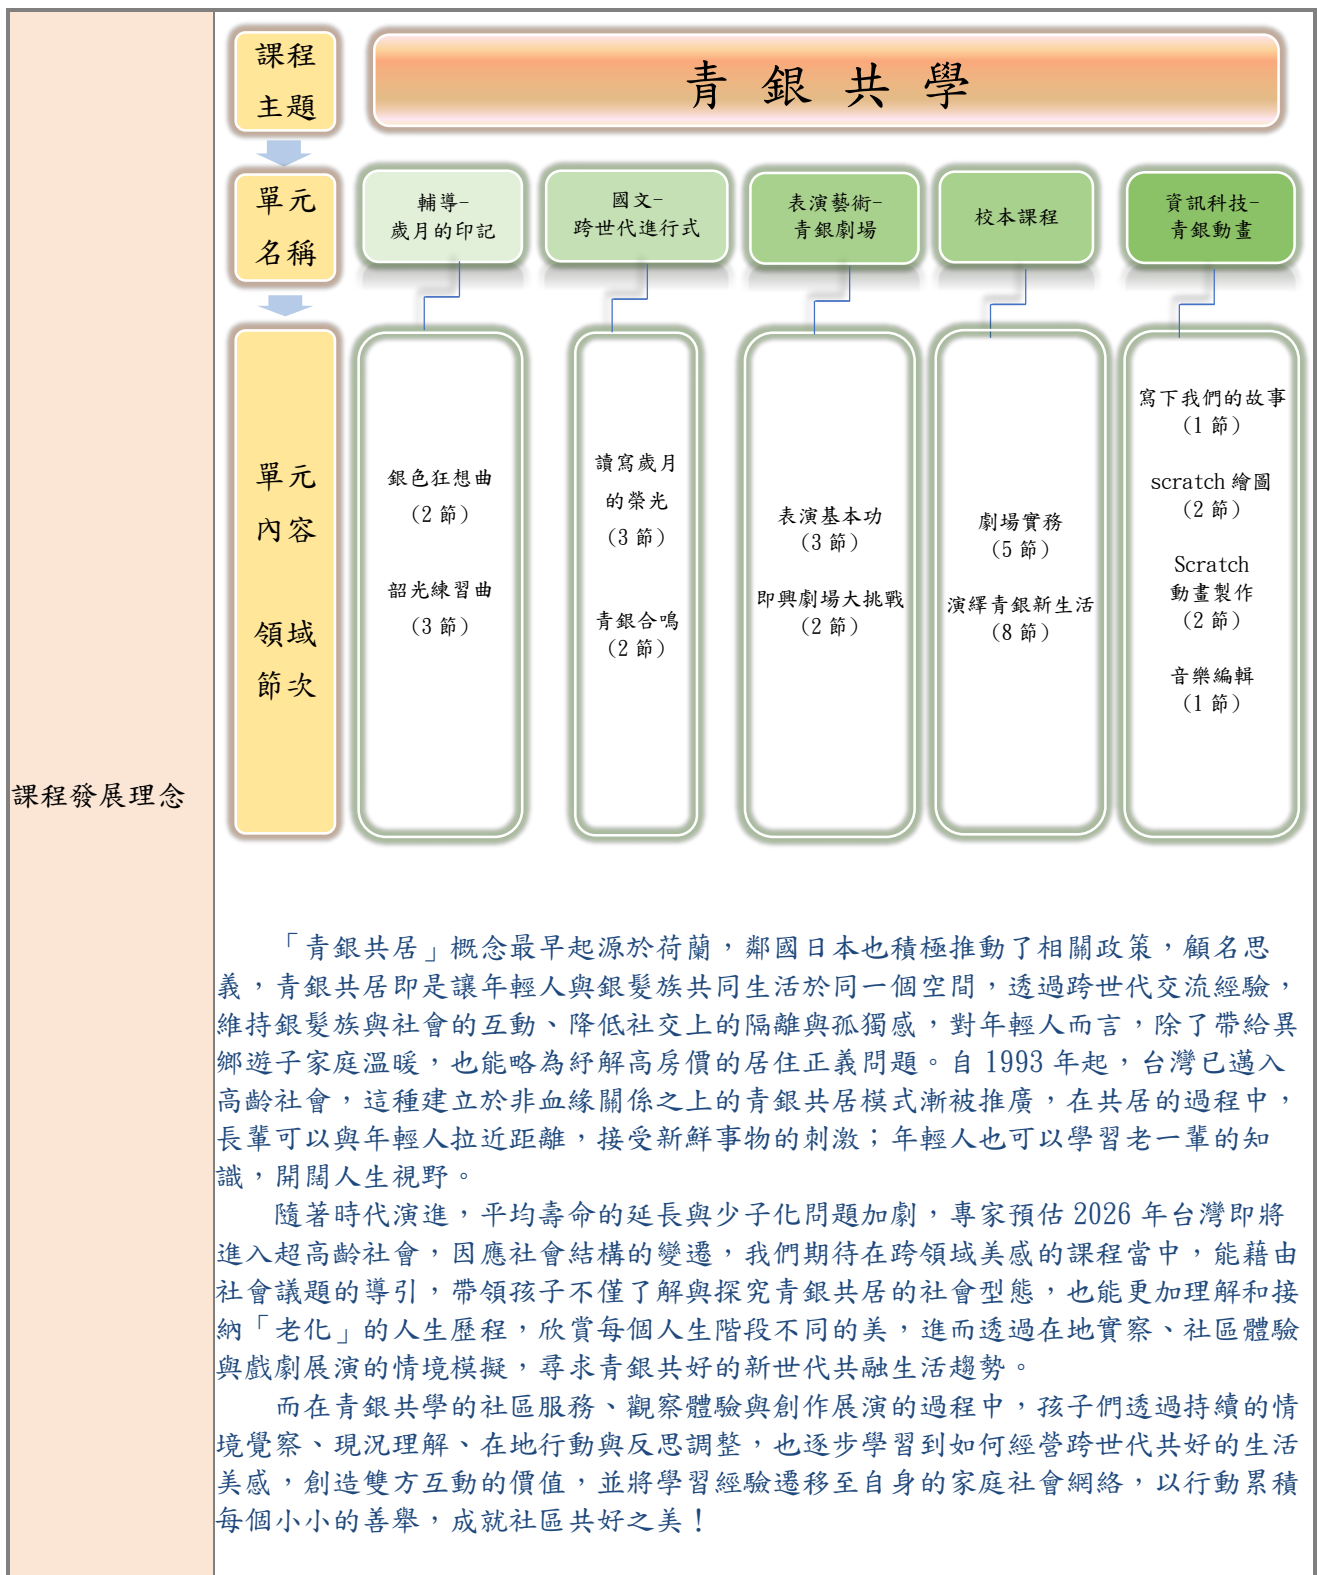 課程發展理念
課程
主題
青銀共學
單元
名稱
輔導-
歲月的印記
國文-
跨世代進行式
表演藝術-
青銀劇場
校本課程
資訊科技-
青銀動畫
單元
內容
領域
節次
銀色狂想曲
(2 節)
韶光練習曲
(3 節)
讀寫歲月
的榮光
(3 節)
青銀合鳴
(2 節)
表演基本功
(3 節)
即興劇場大挑戰
(2 節)
劇場實務
(5 節)
演繹青銀新生活
(8 節)
寫下我們的故事
(1 節)
scratch 繪圖
(2 節)
Scratch
動畫製作
(2 節)
音樂編輯
(1 節)
「青銀共居」概念最早起源於荷蘭，鄰國日本也積極推動了相關政策，顧名思
義，青銀共居即是讓年輕人與銀髮族共同生活於同一個空間，透過跨世代交流經驗，
維持銀髮族與社會的互動、降低社交上的隔離與孤獨感，對年輕人而言，除了帶給異
鄉遊子家庭溫暖，也能略為紓解高房價的居住正義問題。自 1993 年起，台灣已邁入
高齡社會，這種建立於非血緣關係之上的青銀共居模式漸被推廣，在共居的過程中，
長輩可以與年輕人拉近距離，接受新鮮事物的刺激；年輕人也可以學習老一輩的知
識，開闊人生視野。
隨著時代演進，平均壽命的延長與少子化問題加劇，專家預估 2026 年台灣即將
進入超高齡社會，因應社會結構的變遷，我們期待在跨領域美感的課程當中，能藉由
社會議題的導引，帶領孩子不僅了解與探究青銀共居的社會型態，也能更加理解和接
納「老化」的人生歷程，欣賞每個人生階段不同的美，進而透過在地實察、社區體驗
與戲劇展演的情境模擬，尋求青銀共好的新世代共融生活趨勢。
而在青銀共學的社區服務、觀察體驗與創作展演的過程中，孩子們透過持續的情
境覺察、現況理解、在地行動與反思調整，也逐步學習到如何經營跨世代共好的生活
美感，創造雙方互動的價值，並將學習經驗遷移至自身的家庭社會網絡，以行動累積
每個小小的善舉，成就社區共好之美！